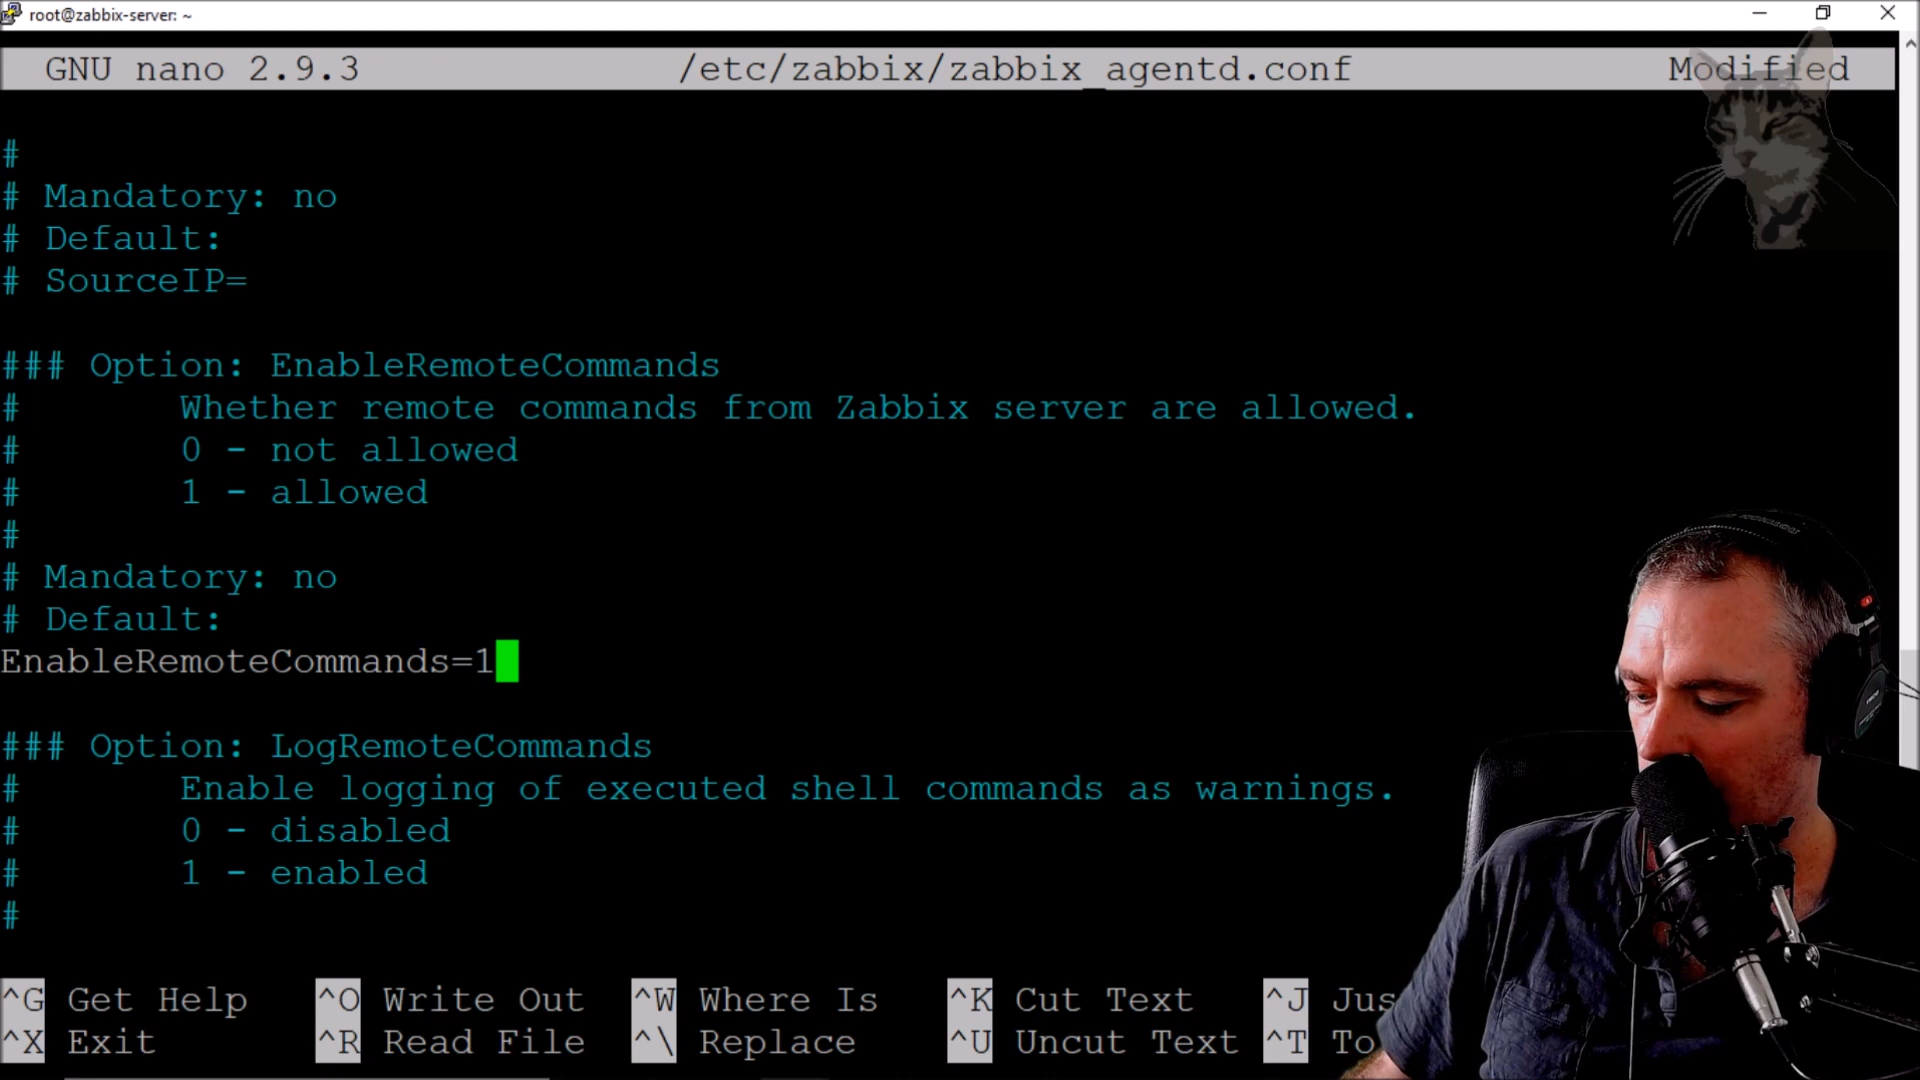 root@zabbix-server: ~
GNU nano 2.9.3 /etc/zabbix/zabbix_agentd.conf Modified
#
# Mandatory: no
# Default:
# SourceIP=
### Option: EnableRemoteCommands
# Whether remote commands from Zabbix server are allowed.
# 0 - not allowed
# 1 - allowed
#
# Mandatory: no
# Default:
EnableRemoteCommands=1
### Option: LogRemoteCommands
# Enable logging of executed shell commands as warnings.
# 0 - disabled
# 1 - enabled
#
^G Get Help ^O Write Out ^W Where Is ^K Cut Text ^J Jus
^X Exit ^R Read File ^\ Replace ^U Uncut Text ^T To